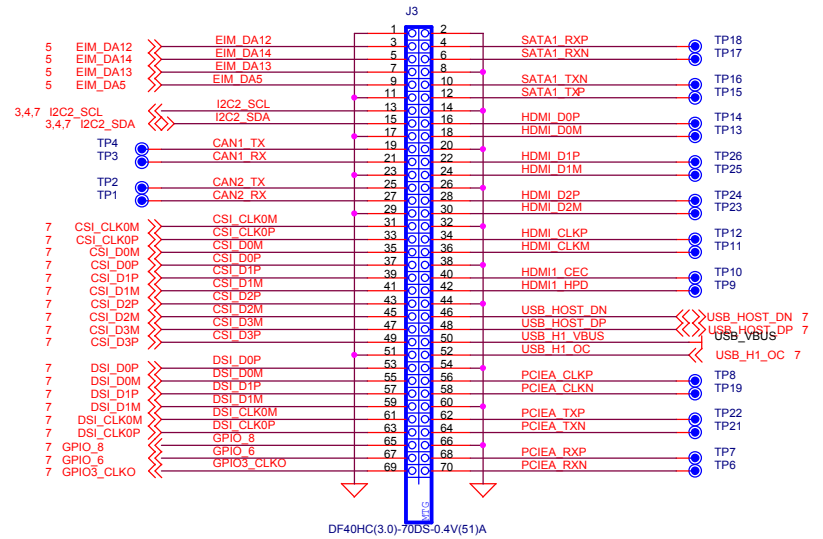 J3
1 2
EIM_DA12 3 4 SATA1_RXP TP18
5 EIM_DA12 EIM_DA14 5 6 SATA1_RXN TP17
5 EIM_DA14 EIM_DA13 7 8
5 EIM_DA13 EIM_DA5 9 10 SATA1_TXN TP16
5 EIM_DA5 11 12 SATA1_TXP TP15
3,4,7 I2C2_SCL I2C2_SCL 13 14
3,4,7 I2C2_SDA I2C2_SDA 15 16 HDMI_D0P TP14
17 18 HDMI_D0M TP13
TP4 CAN1_TX 19 20
TP3 CAN1_RX 21 22 HDMI_D1P TP26
23 24 HDMI_D1M TP25
TP2 CAN2_TX 25 26
TP1 CAN2_RX 27 28 HDMI_D2P TP24
29 30 HDMI_D2M TP23
7 CSI_CLK0M CSI_CLK0M 31 32
7 CSI_CLK0P CSI_CLK0P 33 34 HDMI_CLKP TP12
7 CSI_D0M CSI_D0M 35 36 HDMI_CLKM TP11
7 CSI_D0P CSI_D0P 37 38
7 CSI_D1P CSI_D1P 39 40 HDMI1_CEC TP10
7 CSI_D1M CSI_D1M 41 42 HDMI1_HPD TP9
7 CSI_D2P CSI_D2P 43 44
7 CSI_D2M CSI_D2M 45 46 USB_HOST_DN USB_HOST_DN 7
7 CSI_D3M CSI_D3M 47 48 USB_HOST_DP USB_HOST_DP 7
7 CSI_D3P CSI_D3P 49 50 USB_H1_VBUS USB_VBUS
51 52 USB_H1_OC USB_H1_OC 7
7 DSI_D0P DSI_D0P 53 54
7 DSI_D0M DSI_D0M 55 56 PCIEA_CLKP TP8
7 DSI_D1P DSI_D1P 57 58 PCIEA_CLKN TP19
7 DSI_D1M DSI_D1M 59 60
7 DSI_CLK0M DSI_CLK0M 61 62 PCIEA_TXP TP22
7 DSI_CLK0P DSI_CLK0P 63 64 PCIEA_TXN TP21
7 GPIO_8 GPIO_8 65 66
7 GPIO_6 GPIO_6 67 68 PCIEA_RXP TP7
7 GPIO3_CLKO GPIO3_CLKO 69 70 PCIEA_RXN TP6
MTG
DF40HC(3.0)-70DS-0.4V(51)A